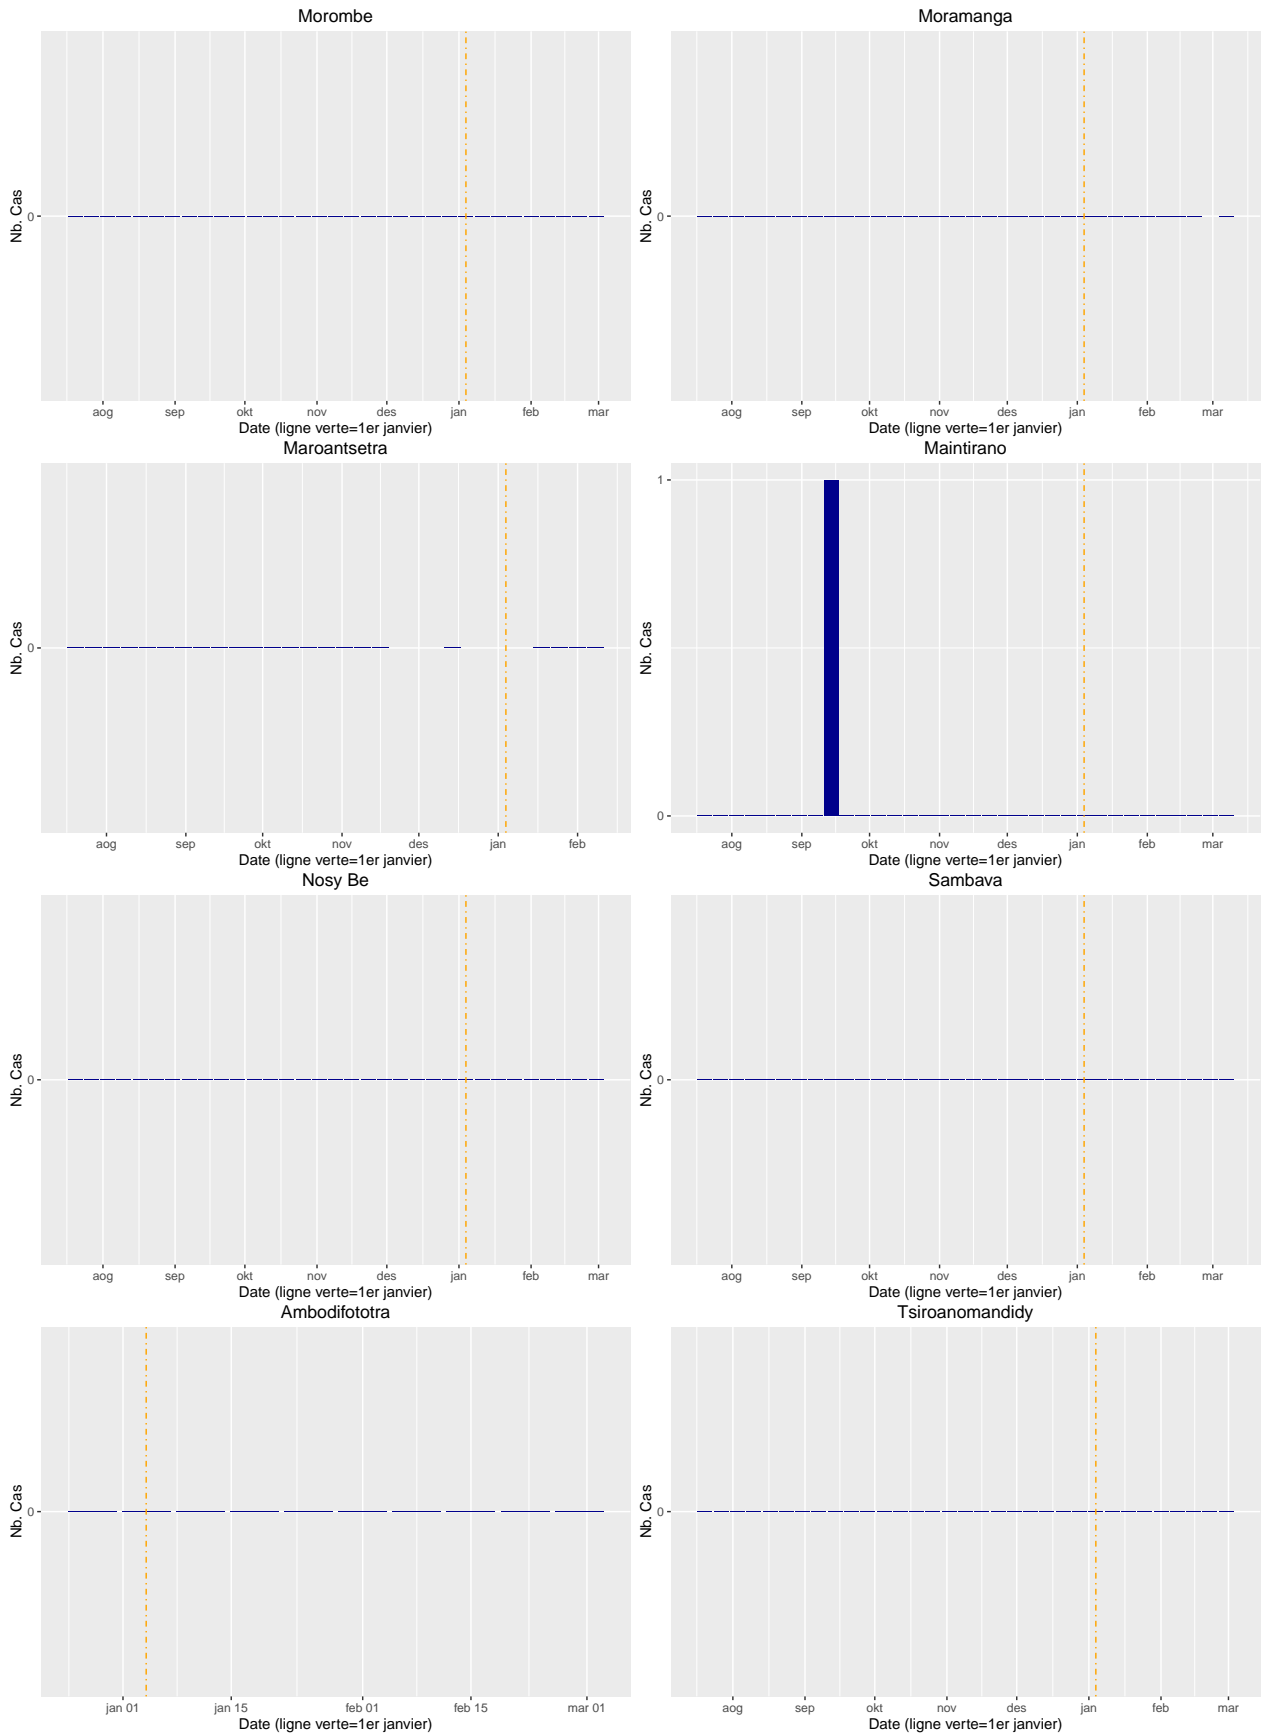 Morombe
Nb. Cas
0
aog sep okt nov des jan feb mar
Date (ligne verte=1er janvier)
Moramanga
Nb. Cas
0
aog sep okt nov des jan feb mar
Date (ligne verte=1er janvier)
Maroantsetra
Nb. Cas
0
aog sep okt nov des jan feb
Date (ligne verte=1er janvier)
Maintirano
1
Nb. Cas
0
aog sep okt nov des jan feb mar
Date (ligne verte=1er janvier)
Nosy Be
Nb. Cas
0
aog sep okt nov des jan feb mar
Date (ligne verte=1er janvier)
Sambava
Nb. Cas
0
aog sep okt nov des jan feb mar
Date (ligne verte=1er janvier)
Ambodifototra
Nb. Cas
0
jan 01 jan 15 feb 01 feb 15 mar 01
Date (ligne verte=1er janvier)
Tsiroanomandidy
Nb. Cas
0
aog sep okt nov des jan feb mar
Date (ligne verte=1er janvier)